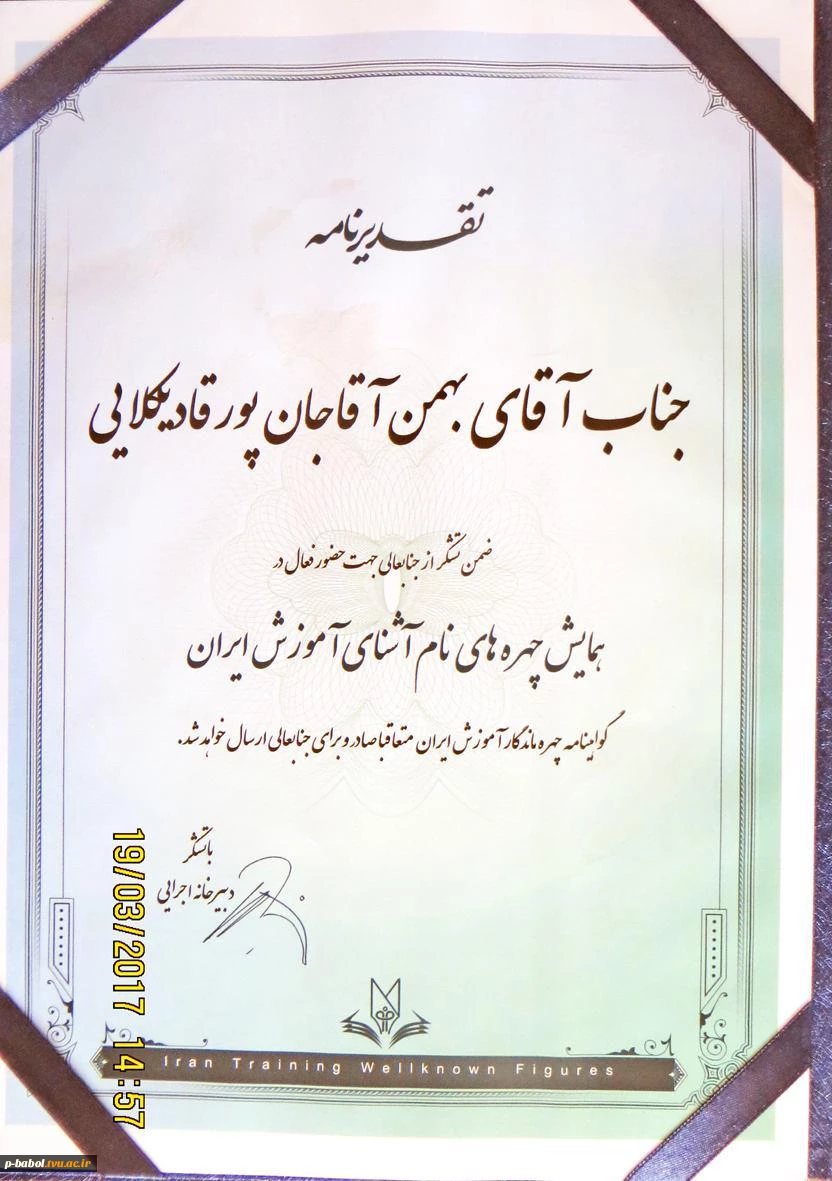 تقدیرنامه
جناب آقای بهمن آقاجان پور قادیکلایی
ضمن تشکر از جنابعالی جهت حضور فعال در
همایش چهره های نام آشنای آموزش ایران
گواهینامه چهره ماندگار آموزش ایران متعاقبا صادر و برای جنابعالی ارسال خواهد شد.
با تشکر
دبیرخانه اجرایی
19/03/2017 14:57
Iran Training Wellknown Figures
p-babol.tvu.ac.ir